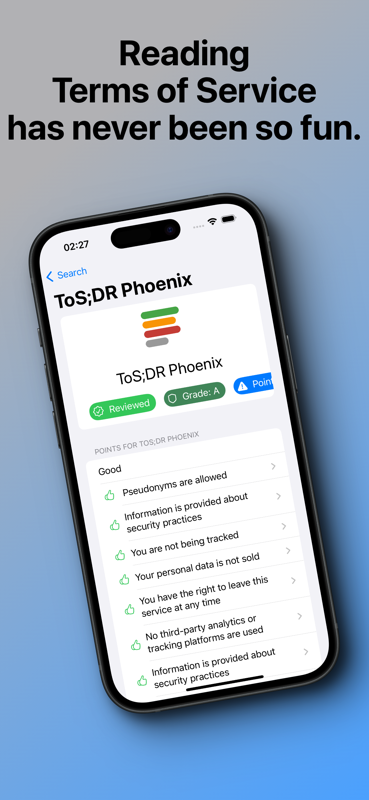 Reading
Terms of Service
has never been so fun.
02:27
Search
ToS;DR Phoenix
ToS;DR Phoenix
Reviewed
Grade: A
POINTS FOR TOS;DR PHOENIX
Good
Pseudonyms are allowed
Information is provided about
security practices
You are not being tracked
Your personal data is not sold
You have the right to leave this
service at any time
No third-party analytics or
tracking platforms are used
Information is provided about
security practices